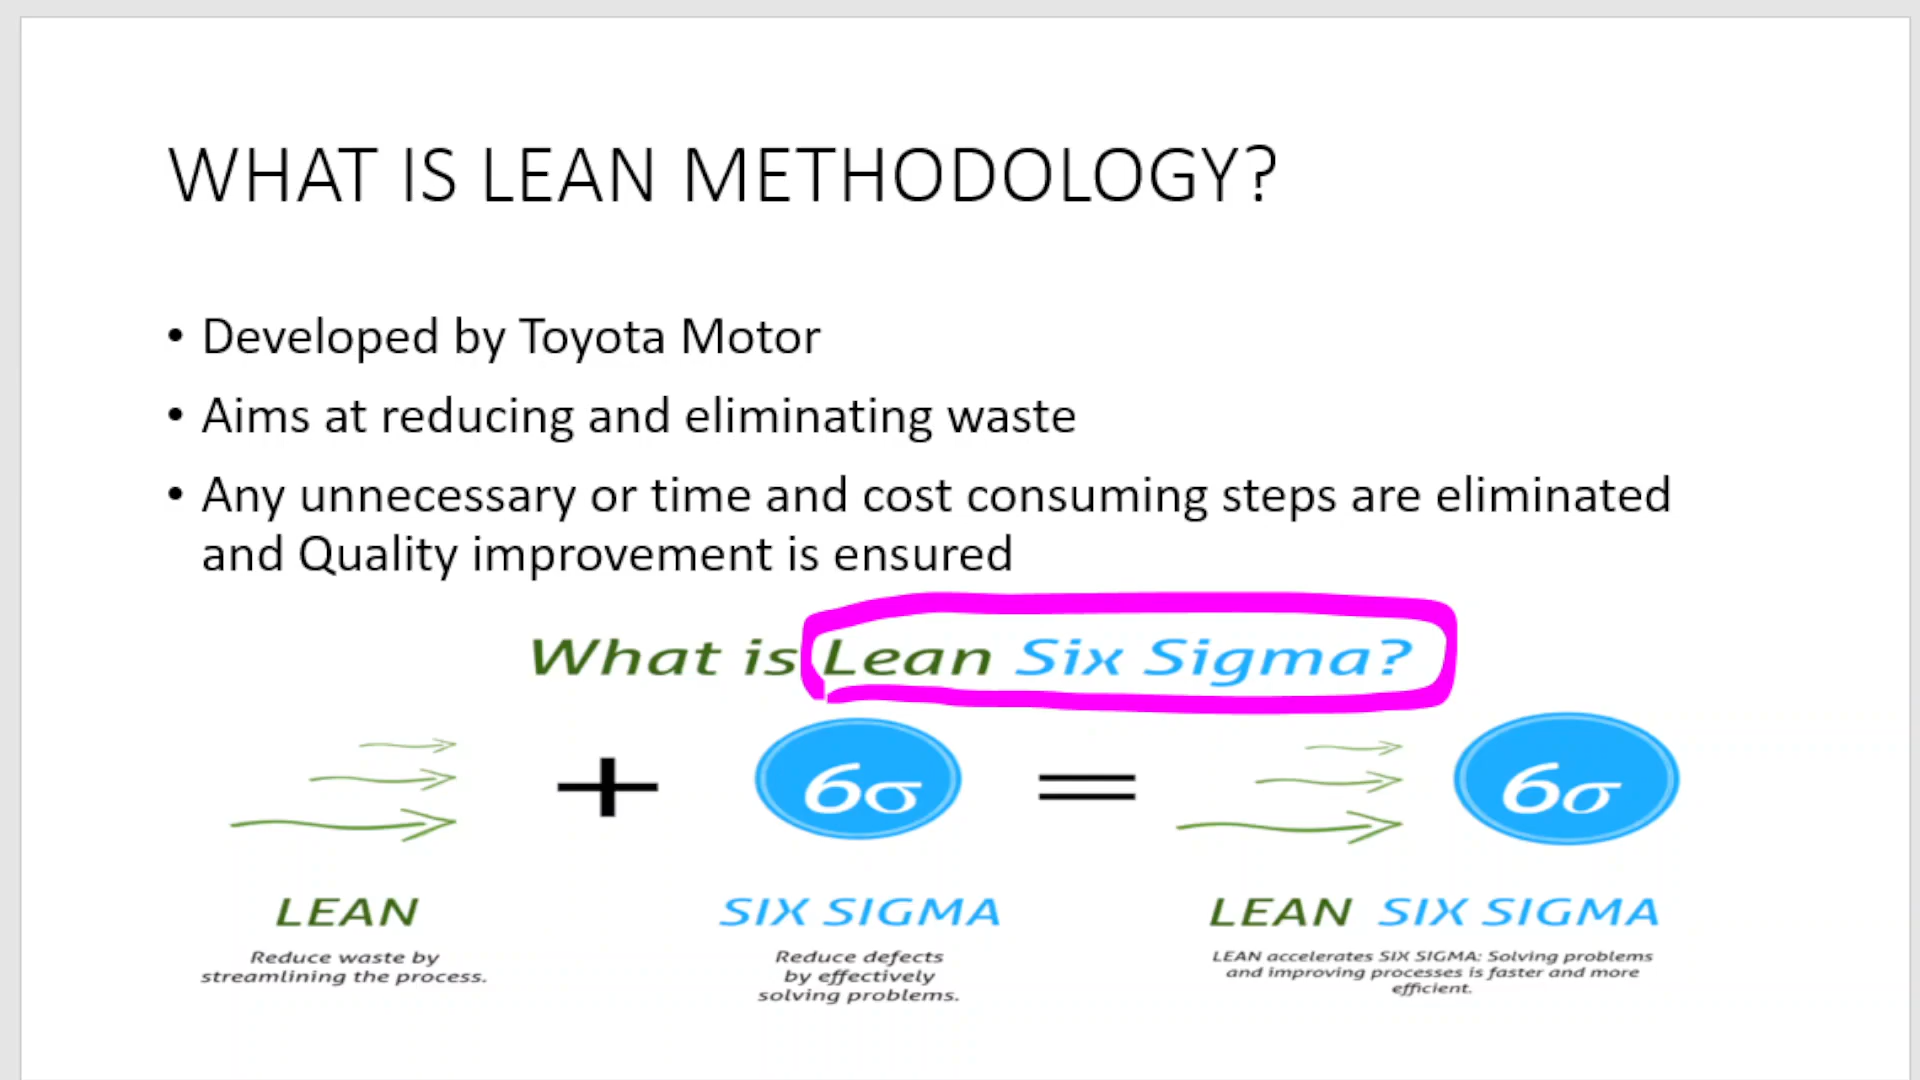 WHAT IS LEAN METHODOLOGY?
• Developed by Toyota Motor
• Aims at reducing and eliminating waste
• Any unnecessary or time and cost consuming steps are eliminated
and Quality improvement is ensured
What is Lean Six Sigma?
+ 6σ = 6σ
LEAN
Reduce waste by
streamlining the process.
SIX SIGMA
Reduce defects
by effectively
solving problems.
LEAN SIX SIGMA
LEAN accelerates SIX SIGMA: Solving problems
and improving processes is faster and more
efficient.